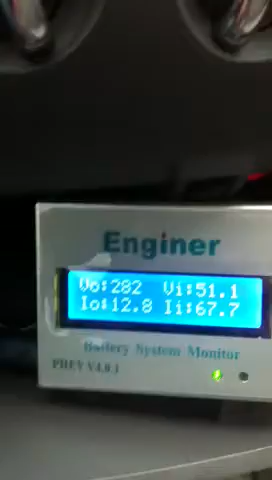 Enginer
Vo:282 Vi:51.1
Io:12.8 Ii:67.7
Battery System Monitor
PHEV V4.0.1